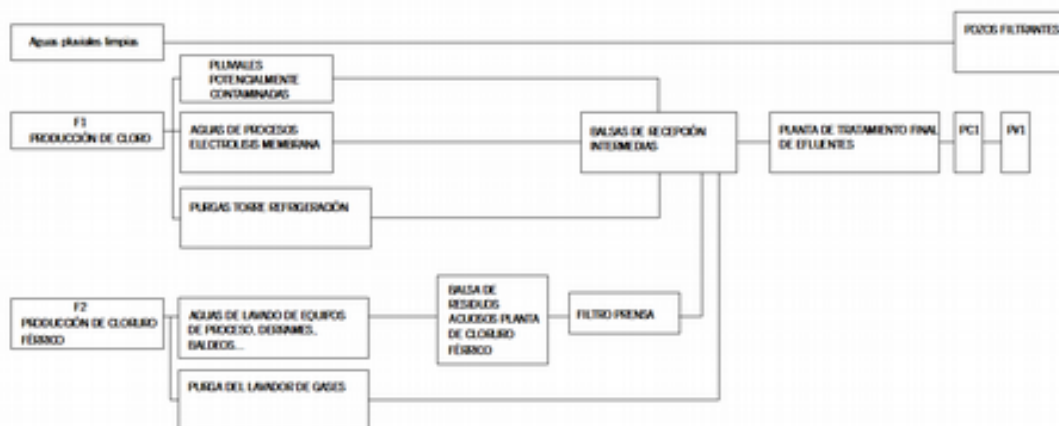 Aguas pluviales limpias
POZOS FILTRANTES
PLUVIALES
POTENCIALMENTE
CONTAMINADAS
F1
PRODUCCIÓN DE CLORO
AGUAS DE PROCESOS
ELECTROLISIS MEMBRANA
BALSAS DE RECEPCIÓN
INTERMEDIAS
PLANTA DE TRATAMIENTO FINAL
DE EFLUENTES
PC1
PV1
PURGAS TORRE REFRIGERACIÓN
F2
PRODUCCIÓN DE CLORURO
FÉRRICO
AGUAS DE LAVADO DE EQUIPOS
DE PROCESO, DERRAMES,
BALDEOS...
BALSA DE
RESIDUOS
ACUOSOS-PLANTA
DE CLORURO
FÉRRICO
FILTRO PRENSA
PURGA DEL LAVADOR DE GASES